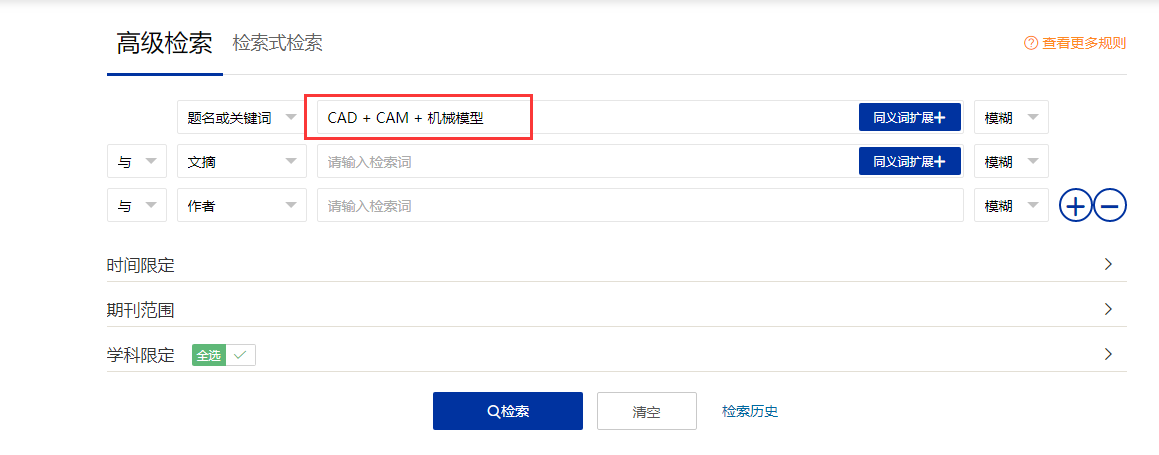 高级检索 检索式检索 查看更多规则
题名或关键词 CAD + CAM + 机械模型 同义词扩展+ 模糊
与 文摘 请输入检索词 同义词扩展+ 模糊
与 作者 请输入检索词 模糊
时间限定
期刊范围
学科限定 全选
检索 清空 检索历史